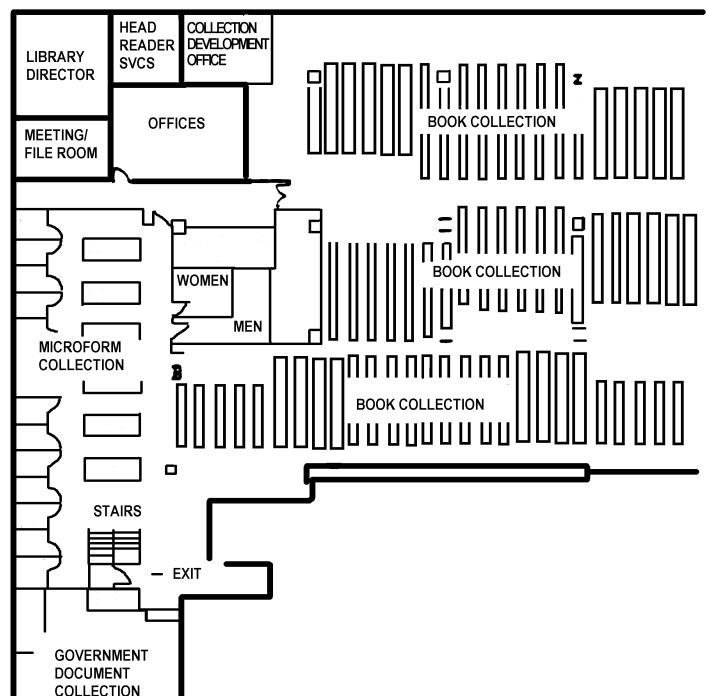 LIBRARY
DIRECTOR
HEAD
READER
SVCS
COLLECTION
DEVELOPMENT
OFFICE
MEETING/
FILE ROOM
OFFICES
BOOK COLLECTION
Z
WOMEN
MEN
BOOK COLLECTION
MICROFORM
COLLECTION
B
BOOK COLLECTION
STAIRS
EXIT
GOVERNMENT
DOCUMENT
COLLECTION